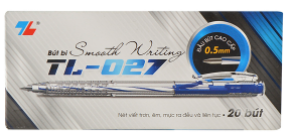 TL
ĐẦU BÚT CAO CẤP
0.5mm
Bút bi Smooth Writing
TL-027
Nét viết trơn, êm, mực ra đều và liên tục • 20 bút